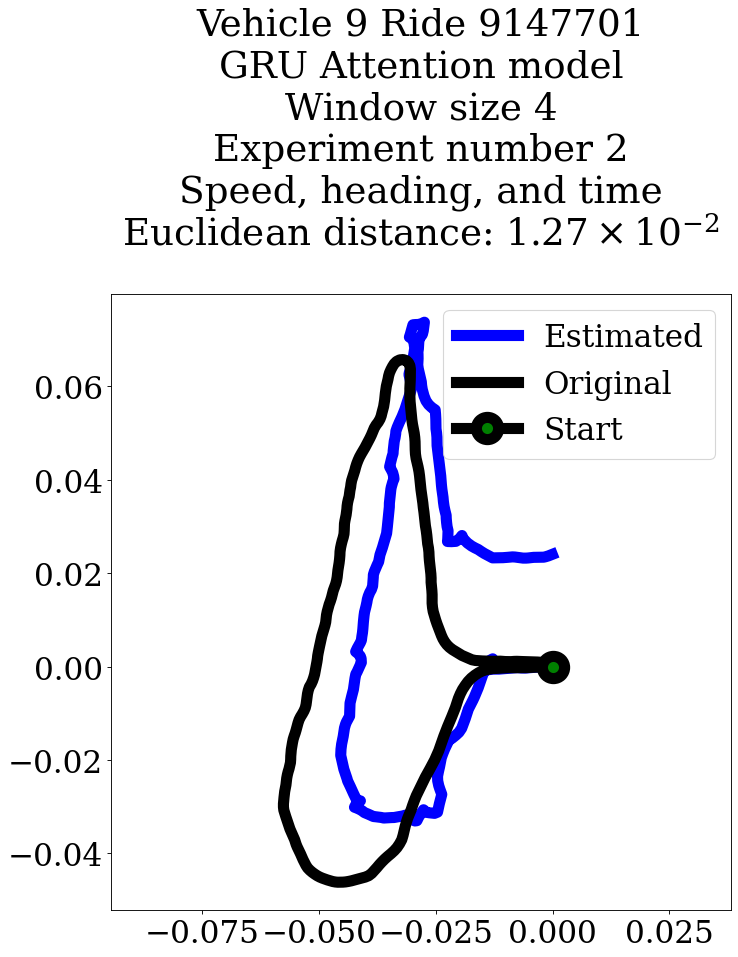 Vehicle 9 Ride 9147701
GRU Attention model
Window size 4
Experiment number 2
Speed, heading, and time
Euclidean distance: 1.27 × 10⁻²
Estimated
Original
Start
0.06
0.04
0.02
0.00
−0.02
−0.04
−0.075 −0.050 −0.025 0.000 0.025